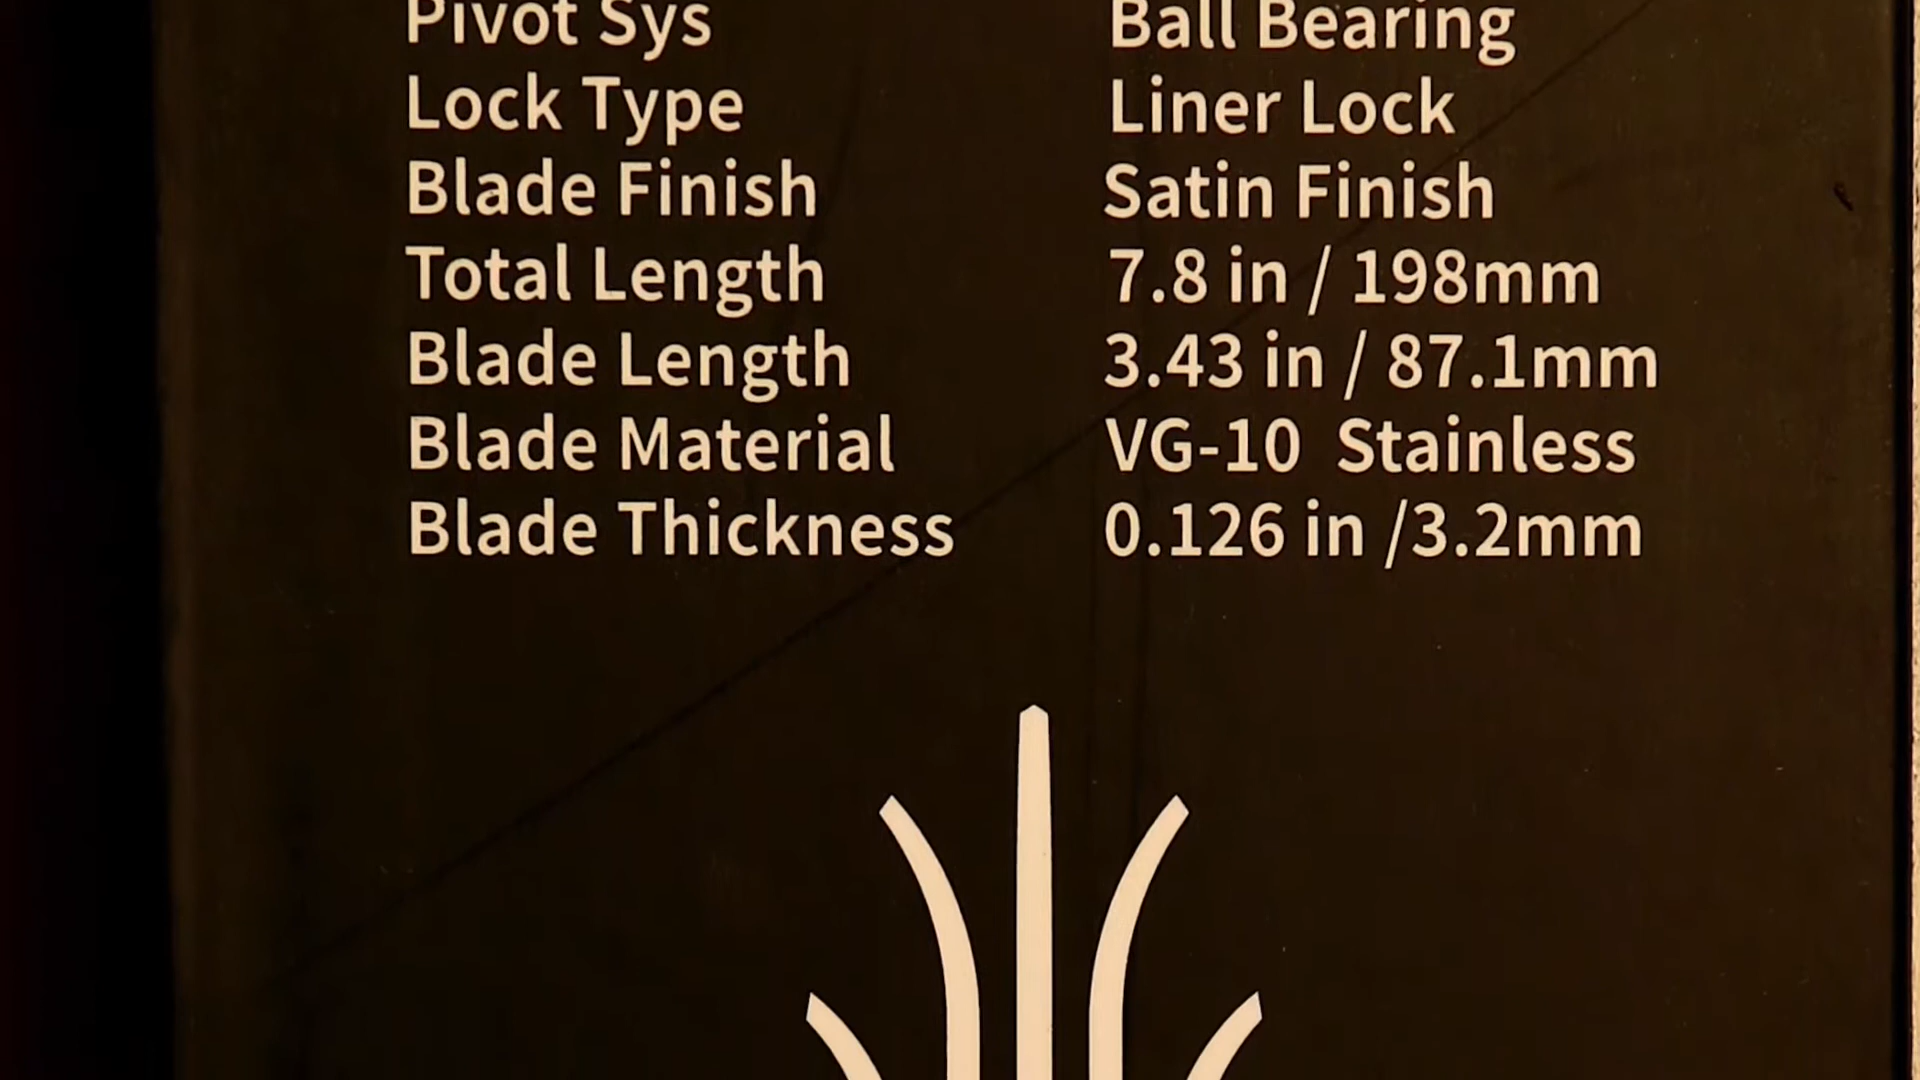 Pivot Sys Ball Bearing
Lock Type Liner Lock
Blade Finish Satin Finish
Total Length 7.8 in / 198mm
Blade Length 3.43 in / 87.1mm
Blade Material VG-10 Stainless
Blade Thickness 0.126 in /3.2mm